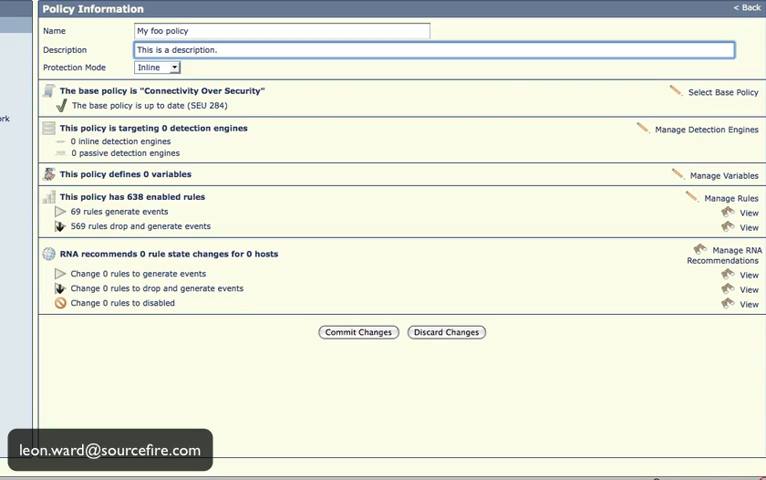 Policy Information
< Back
Name My foo policy
Description This is a description.
Protection Mode Inline
The base policy is "Connectivity Over Security"
Select Base Policy
The base policy is up to date (SEU 284)
This policy is targeting 0 detection engines
Manage Detection Engines
0 inline detection engines
0 passive detection engines
This policy defines 0 variables
Manage Variables
This policy has 638 enabled rules
Manage Rules
69 rules generate events
View
569 rules drop and generate events
View
RNA recommends 0 rule state changes for 0 hosts
Manage RNA
Recommendations
Change 0 rules to generate events
View
Change 0 rules to drop and generate events
View
Change 0 rules to disabled
View
Commit Changes
Discard Changes
leon.ward@sourcefire.com